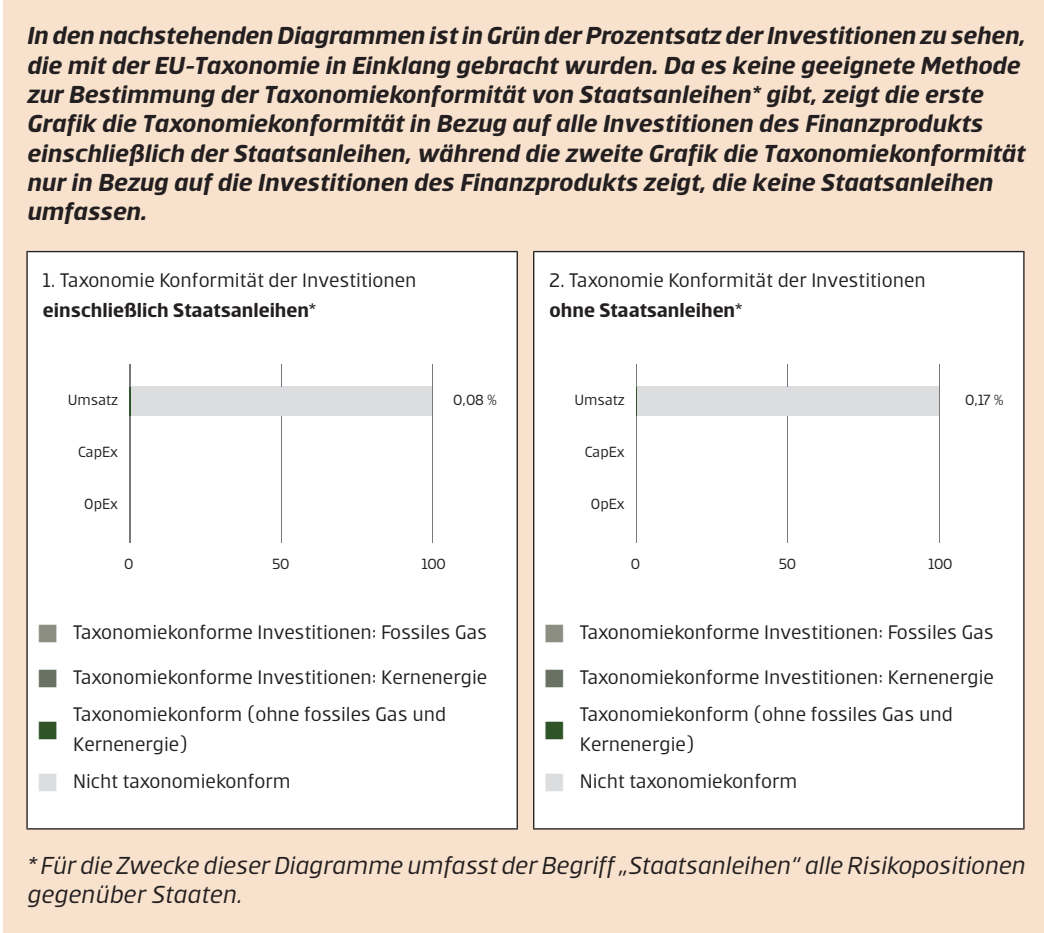 In den nachstehenden Diagrammen ist in Grün der Prozentsatz der Investitionen zu sehen,
die mit der EU-Taxonomie in Einklang gebracht wurden. Da es keine geeignete Methode
zur Bestimmung der Taxonomiekonformität von Staatsanleihen* gibt, zeigt die erste
Grafik die Taxonomiekonformität in Bezug auf alle Investitionen des Finanzprodukts
einschließlich der Staatsanleihen, während die zweite Grafik die Taxonomiekonformität
nur in Bezug auf die Investitionen des Finanzprodukts zeigt, die keine Staatsanleihen
umfassen.
1. Taxonomie Konformität der Investitionen
einschließlich Staatsanleihen*
Umsatz
0,08 %
CapEx
OpEx
0
50
100
Taxonomiekonforme Investitionen: Fossiles Gas
Taxonomiekonforme Investitionen: Kernenergie
Taxonomiekonform (ohne fossiles Gas und
Kernenergie)
Nicht taxonomiekonform
2. Taxonomie Konformität der Investitionen
ohne Staatsanleihen*
Umsatz
0,17 %
CapEx
OpEx
0
50
100
Taxonomiekonforme Investitionen: Fossiles Gas
Taxonomiekonforme Investitionen: Kernenergie
Taxonomiekonform (ohne fossiles Gas und
Kernenergie)
Nicht taxonomiekonform
* Für die Zwecke dieser Diagramme umfasst der Begriff „Staatsanleihen“ alle Risikopositionen
gegenüber Staaten.